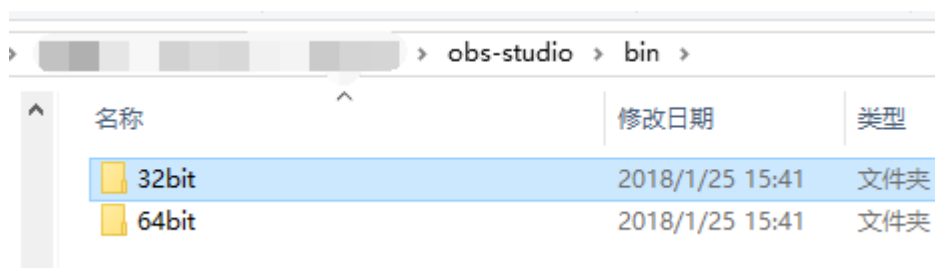 obs-studio > bin >
名称 修改日期 类型
32bit 2018/1/25 15:41 文件夹
64bit 2018/1/25 15:41 文件夹